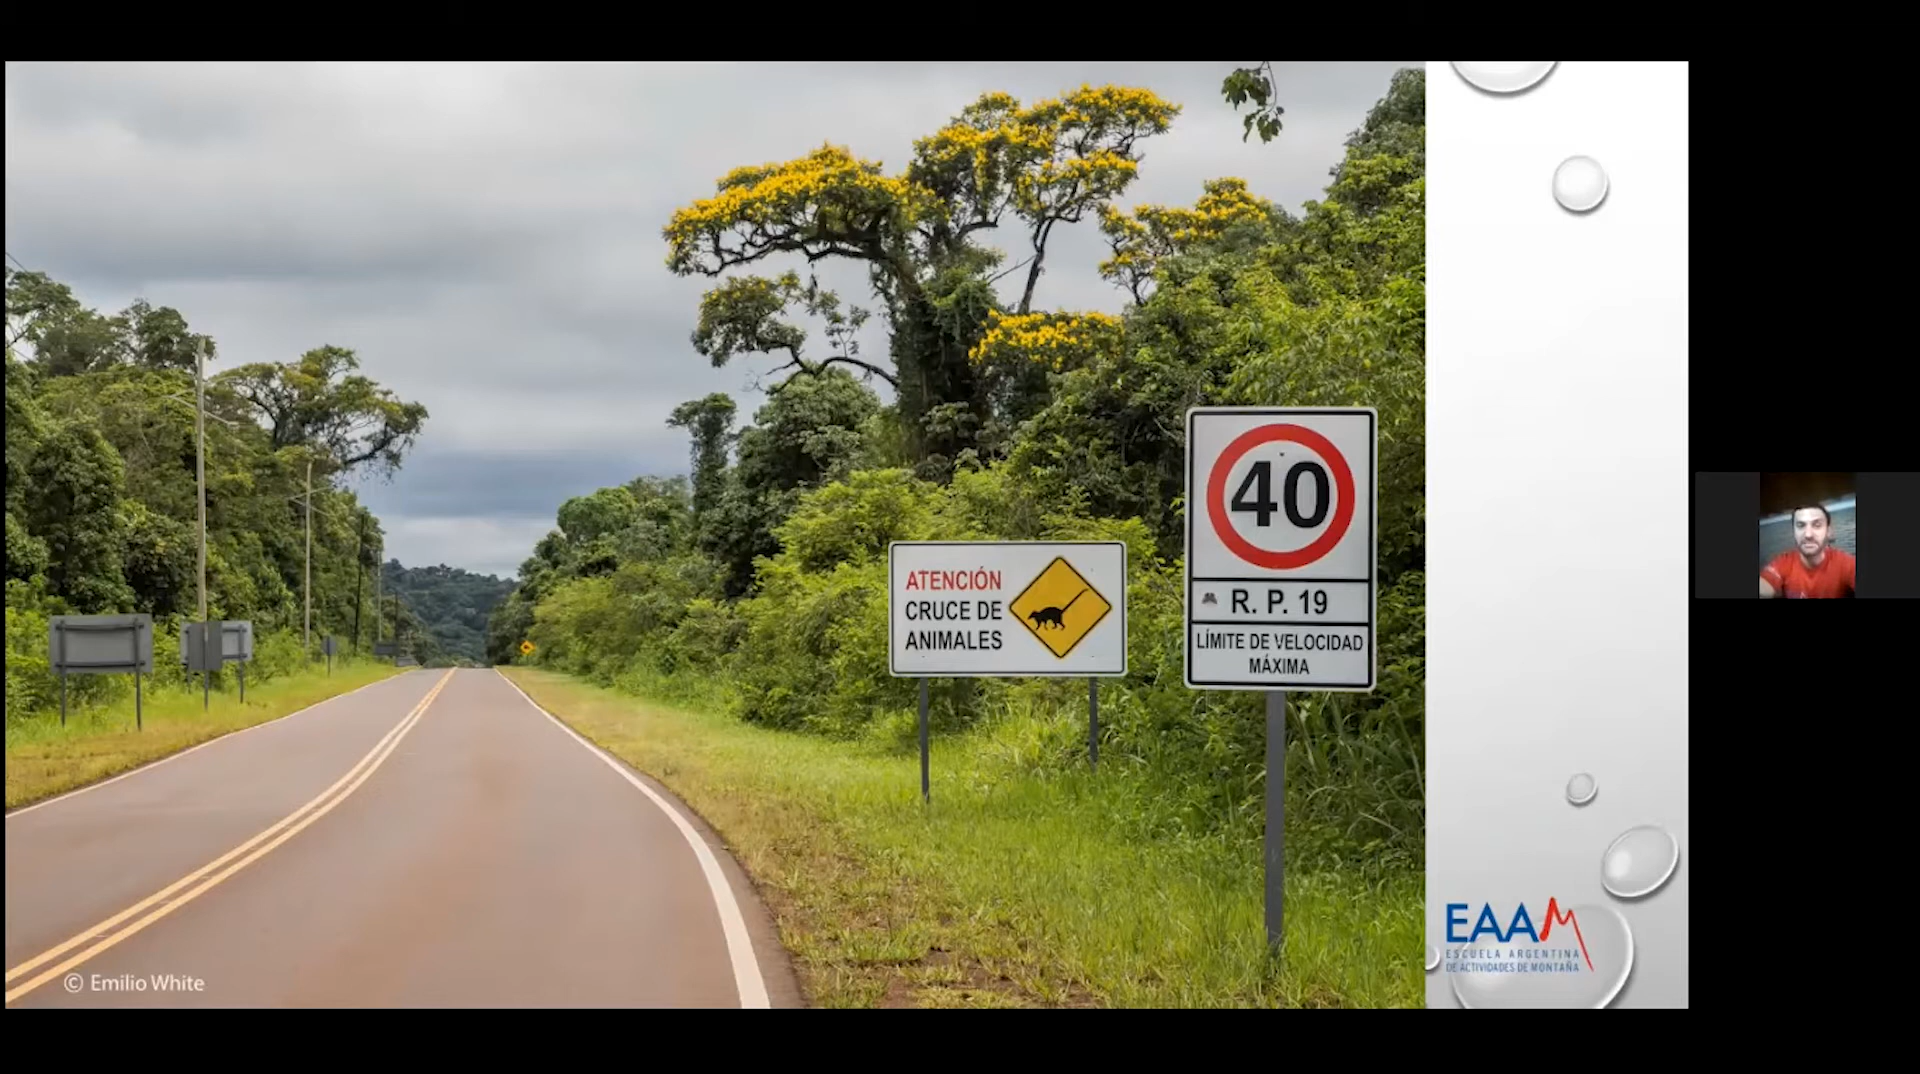 ATENCIÓN
CRUCE DE
ANIMALES
40
R. P. 19
LÍMITE DE VELOCIDAD
MÁXIMA
© Emilio White
EAAM
ESCUELA ARGENTINA
DE ACTIVIDADES DE MONTAÑA